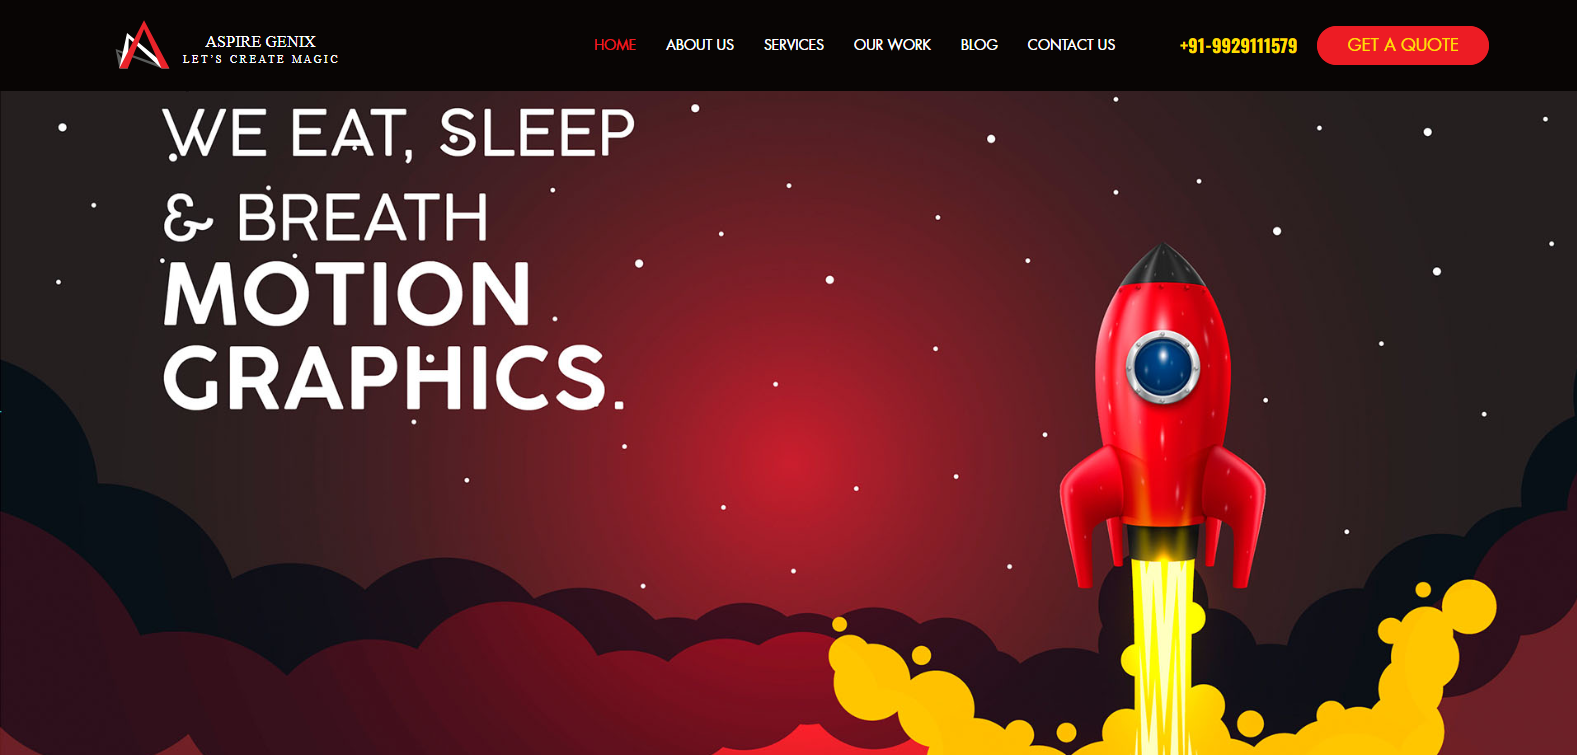 ASPIRE GENIX
LET'S CREATE MAGIC
HOME ABOUT US SERVICES OUR WORK BLOG CONTACT US +91-9929111579 GET A QUOTE
WE EAT, SLEEP
& BREATH
MOTION
GRAPHICS.